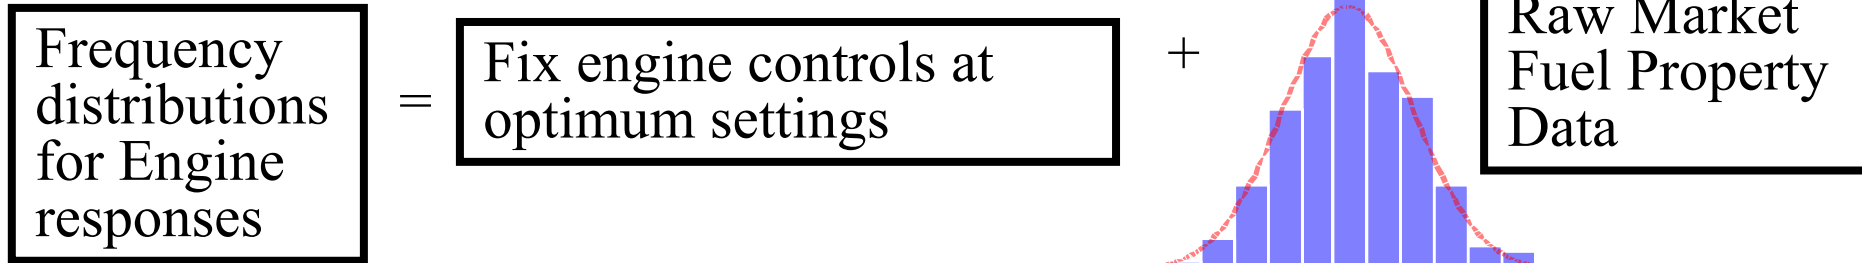 Frequency
distributions
for Engine
responses
=
Fix engine controls at
optimum settings
+
Raw Market
Fuel Property
Data